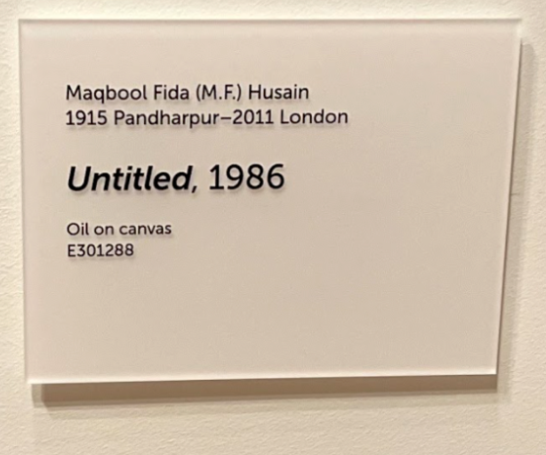 Maqbool Fida (M.F.) Husain
1915 Pandharpur–2011 London
Untitled, 1986
Oil on canvas
E301288